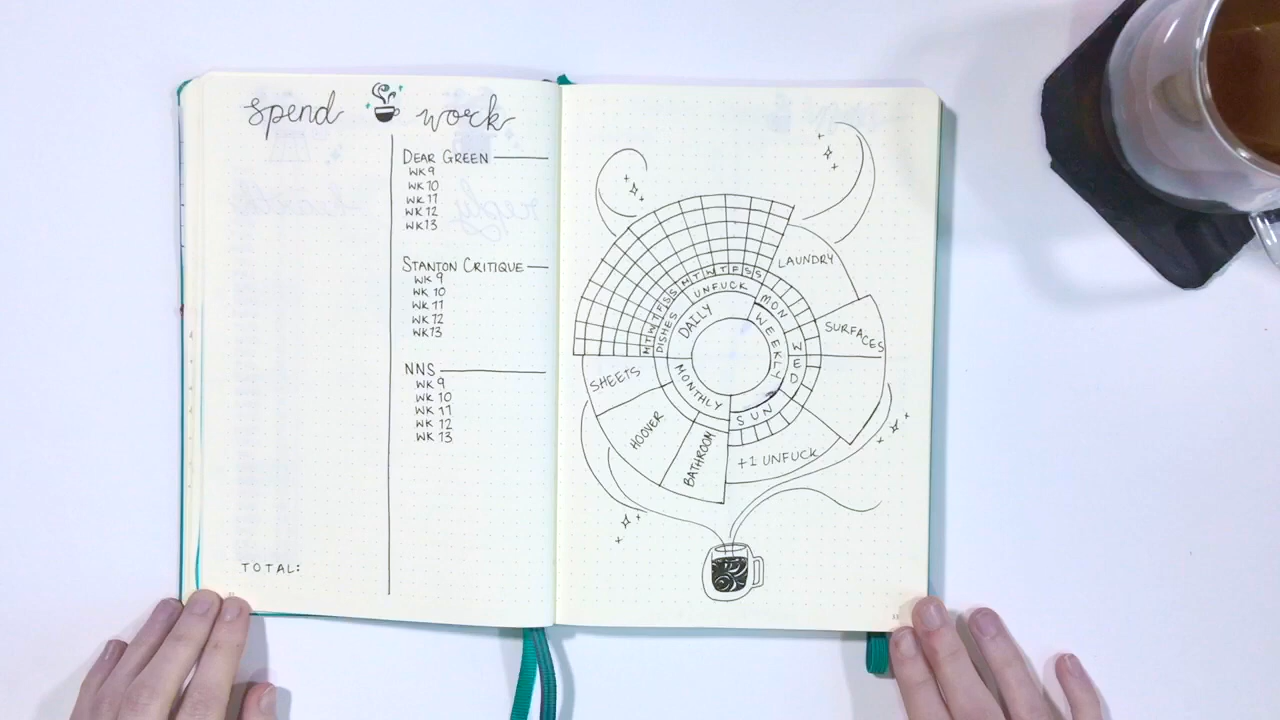 spend work
DEAR GREEN
WK 9
WK 10
WK 11
WK 12
WK 13
STANTON CRITIQUE
WK 9
WK 10
WK 11
WK 12
WK 13
NNS
WK 9
WK 10
WK 11
WK 12
WK 13
TOTAL:
LAUNDRY
SURFACES
+1 UNFUCK
BATHROOM
HOOVER
SHEETS
M T W T F S S
M T W T F S S
DISHES
UNFUCK
MON
WED
SUN
DAILY
WEEKLY
MONTHLY